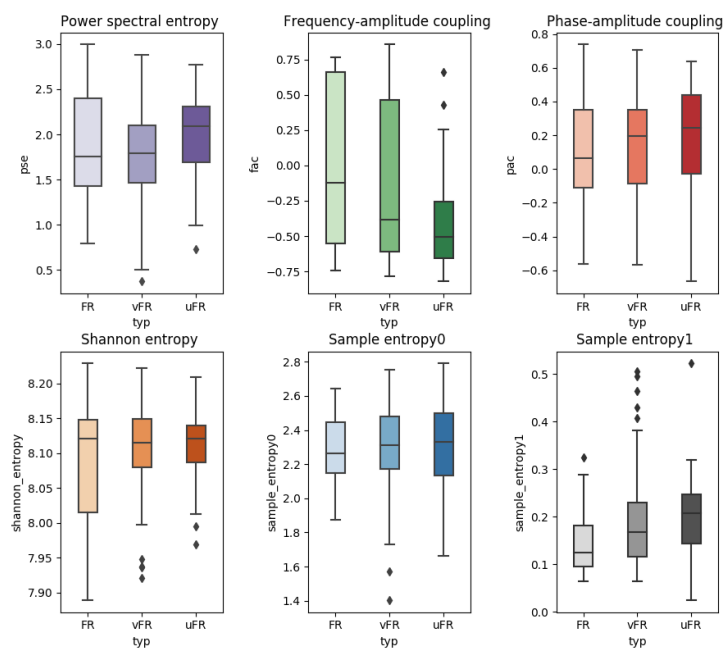 Power spectral entropy
3.0
2.5
2.0
1.5
1.0
0.5
pse
FR
vFR
uFR
typ
Frequency-amplitude coupling
0.75
0.50
0.25
0.00
−0.25
−0.50
−0.75
fac
FR
vFR
uFR
typ
Phase-amplitude coupling
0.8
0.6
0.4
0.2
0.0
−0.2
−0.4
−0.6
pac
FR
vFR
uFR
typ
Shannon entropy
8.20
8.15
8.10
8.05
8.00
7.95
7.90
shannon_entropy
FR
vFR
uFR
typ
Sample entropy0
2.8
2.6
2.4
2.2
2.0
1.8
1.6
1.4
sample_entropy0
FR
vFR
uFR
typ
Sample entropy1
0.5
0.4
0.3
0.2
0.1
0.0
sample_entropy1
FR
vFR
uFR
typ